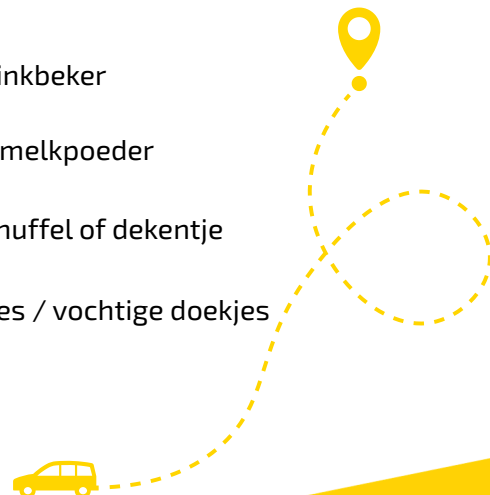 inkbeker
melkpoeder
nuffel of dekentje
es / vochtige doekjes